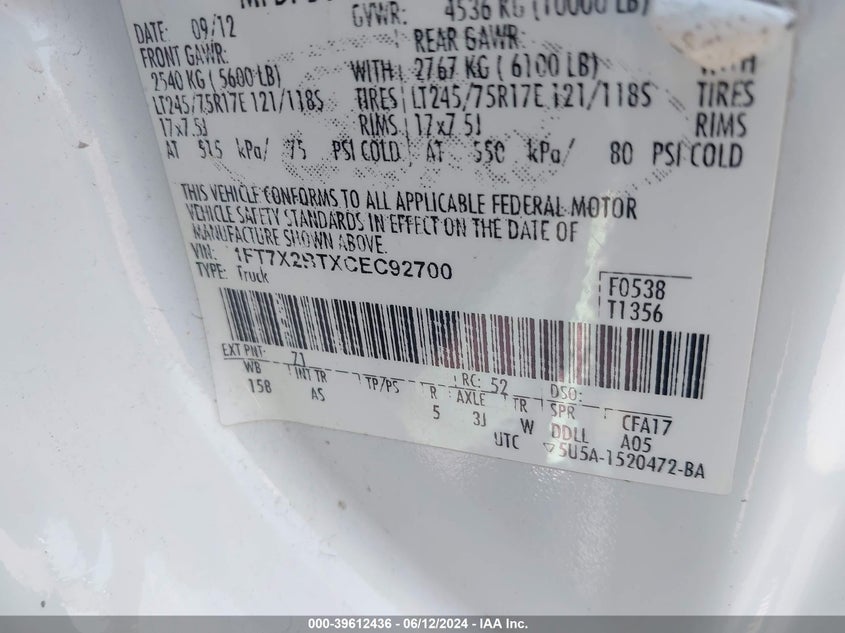 GVWR: 4536 KG (10000 LB)
DATE: 09/12
FRONT GAWR: REAR GAWR:
2540 KG (5600 LB) WITH 2767 KG (6100 LB) WITH
LT245/75R17E 121/118S TIRES LT245/75R17E 121/118S TIRES
17x7.5J RIMS 17x7.5J RIMS
AT 515 kPa/ 75 PSI COLD AT 550 kPa/ 80 PSI COLD
THIS VEHICLE CONFORMS TO ALL APPLICABLE FEDERAL MOTOR
VEHICLE SAFETY STANDARDS IN EFFECT ON THE DATE OF
MANUFACTURE SHOWN ABOVE.
VIN: 1FT7X2BTXCEC92700
TYPE: Truck
F0538
T1356
EXT PNT: 71 RC: 52 DSO:
WB INT TR TP/PS R AXLE TR SPR CFA17
158 AS 5 3J W DDLL A05
UTC ▽5U5A-1520472-BA
000-39612436 - 06/12/2024 - IAA Inc.